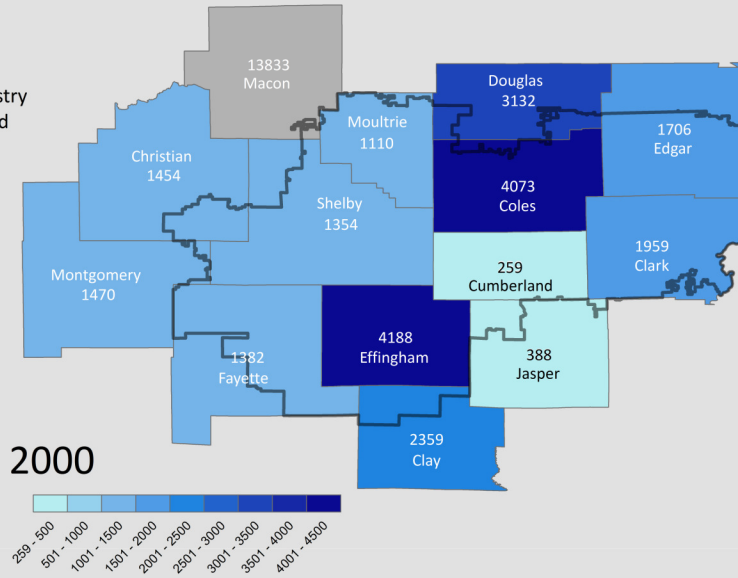 stry
d
13833
Macon
Douglas
3132
Moultrie
1110
1706
Edgar
Christian
1454
4073
Coles
Shelby
1354
1959
Clark
259
Cumberland
Montgomery
1470
4188
Effingham
388
Jasper
1382
Fayette
2359
Clay
2000
259 - 500
501 - 1000
1001 - 1500
1501 - 2000
2001 - 2500
2501 - 3000
3001 - 3500
3501 - 4000
4001 - 4500